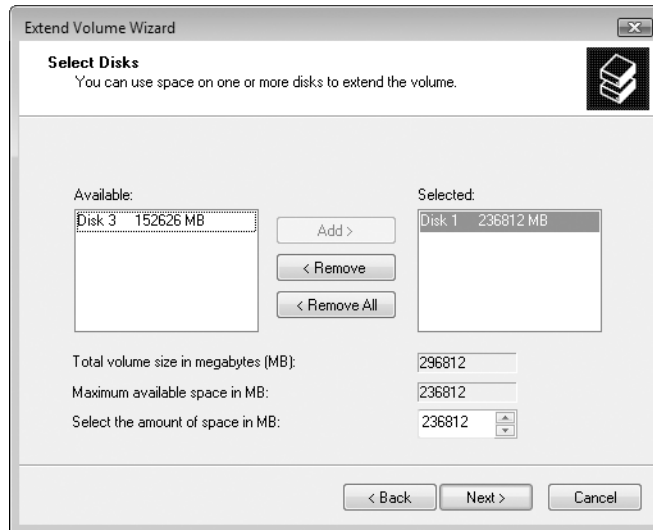 Extend Volume Wizard
Select Disks
You can use space on one or more disks to extend the volume.
Available:
Selected:
Disk 3 152626 MB
Disk 1 236812 MB
Add >
< Remove
< Remove All
Total volume size in megabytes (MB): 296812
Maximum available space in MB: 236812
Select the amount of space in MB: 236812
< Back Next > Cancel